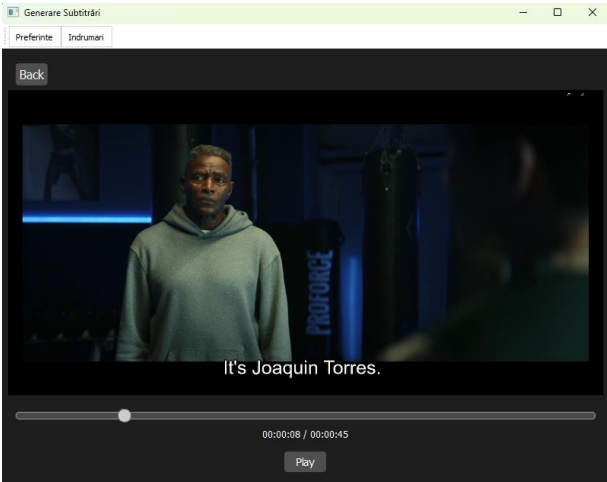 Generare Subtitrări
Preferinte Indrumari
Back
PROFORCE
It's Joaquin Torres.
00:00:08 / 00:00:45
Play